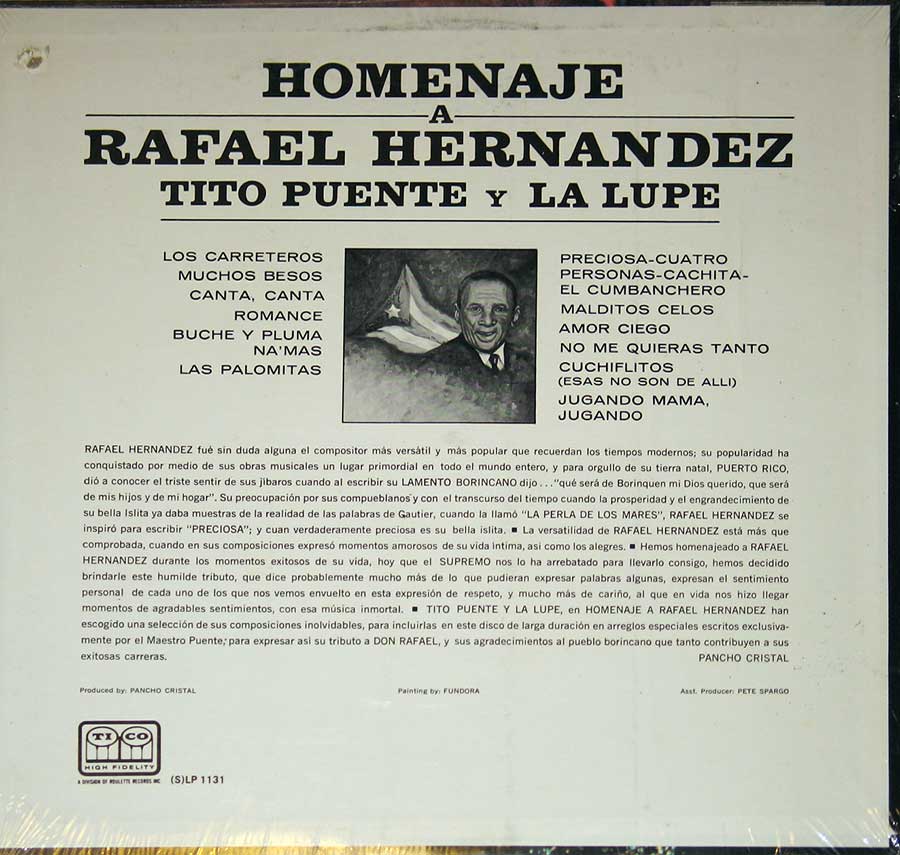 HOMENAJE
A
RAFAEL HERNANDEZ
TITO PUENTE Y LA LUPE
LOS CARRETEROS
MUCHOS BESOS
CANTA, CANTA
ROMANCE
BUCHE Y PLUMA
NA'MAS
LAS PALOMITAS
PRECIOSA-CUATRO
PERSONAS-CACHITA-
EL CUMBANCHERO
MALDITOS CELOS
AMOR CIEGO
NO ME QUIERAS TANTO
CUCHIFLITOS
(ESAS NO SON DE ALLI)
JUGANDO MAMA,
JUGANDO
RAFAEL HERNANDEZ fué sin duda alguna el compositor más versátil y más popular que recuerdan los tiempos modernos; su popularidad ha
conquistado por medio de sus obras musicales un lugar primordial en todo el mundo entero, y para orgullo de su tierra natal, PUERTO RICO,
dió a conocer el triste sentir de sus jíbaros cuando al escribir su LAMENTO BORINCANO dijo . . . "qué será de Borinquen mi Dios querido, que será
de mis hijos y de mi hogar". Su preocupación por sus compueblanos y con el transcurso del tiempo cuando la prosperidad y el engrandecimiento de
su bella Islita ya daba muestras de la realidad de las palabras de Gautier, cuando la llamó "LA PERLA DE LOS MARES", RAFAEL HERNANDEZ se
inspiró para escribir "PRECIOSA"; y cuan verdaderamente preciosa es su bella islita. ■ La versatilidad de RAFAEL HERNANDEZ está más que
comprobada, cuando en sus composiciones expresó momentos amorosos de su vida intima, asi como los alegres. ■ Hemos homenajeado a RAFAEL
HERNANDEZ durante los momentos exitosos de su vida, hoy que el SUPREMO nos lo ha arrebatado para llevarlo consigo, hemos decidido
brindarle este humilde tributo, que dice probablemente mucho más de lo que pudieran expresar palabras algunas, expresan el sentimiento
personal de cada uno de los que nos vemos envuelto en esta expresión de respeto, y mucho más de cariño, al que en vida nos hizo llegar
momentos de agradables sentimientos, con esa música inmortal. ■ TITO PUENTE Y LA LUPE, en HOMENAJE A RAFAEL HERNANDEZ han
escogido una selección de sus composiciones inolvidables, para incluirlas en este disco de larga duración en arreglos especiales escritos exclusiva-
mente por el Maestro Puente, para expresar así su tributo a DON RAFAEL, y sus agradecimientos al pueblo borincano que tanto contribuyen a sus
exitosas carreras. PANCHO CRISTAL
Produced by: PANCHO CRISTAL Painting by: FUNDORA Asst. Producer: PETE SPARGO
TICO
HIGH FIDELITY
A DIVISION OF ROULETTE RECORDS INC. (S)LP 1131